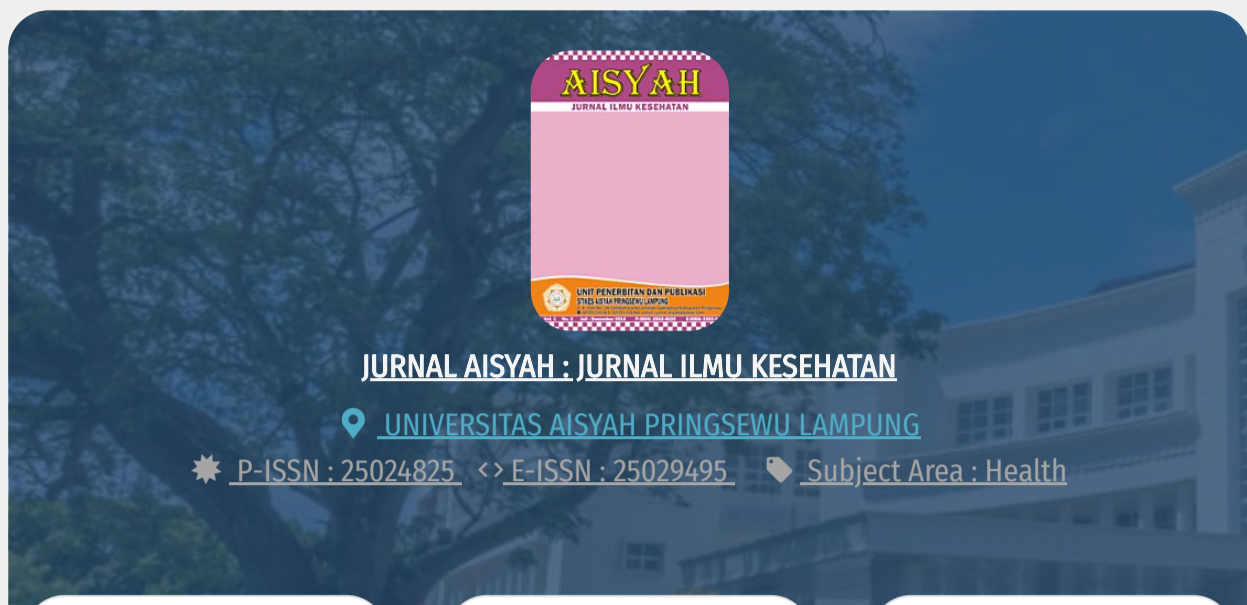 AISYAH
JURNAL ILMU KESEHATAN
UNIT PENERBITAN DAN PUBLIKASI
STIKES AISYAH PRINGSEWU LAMPUNG
JURNAL AISYAH : JURNAL ILMU KESEHATAN
UNIVERSITAS AISYAH PRINGSEWU LAMPUNG
P-ISSN : 25024825 <> E-ISSN : 25029495 Subject Area : Health